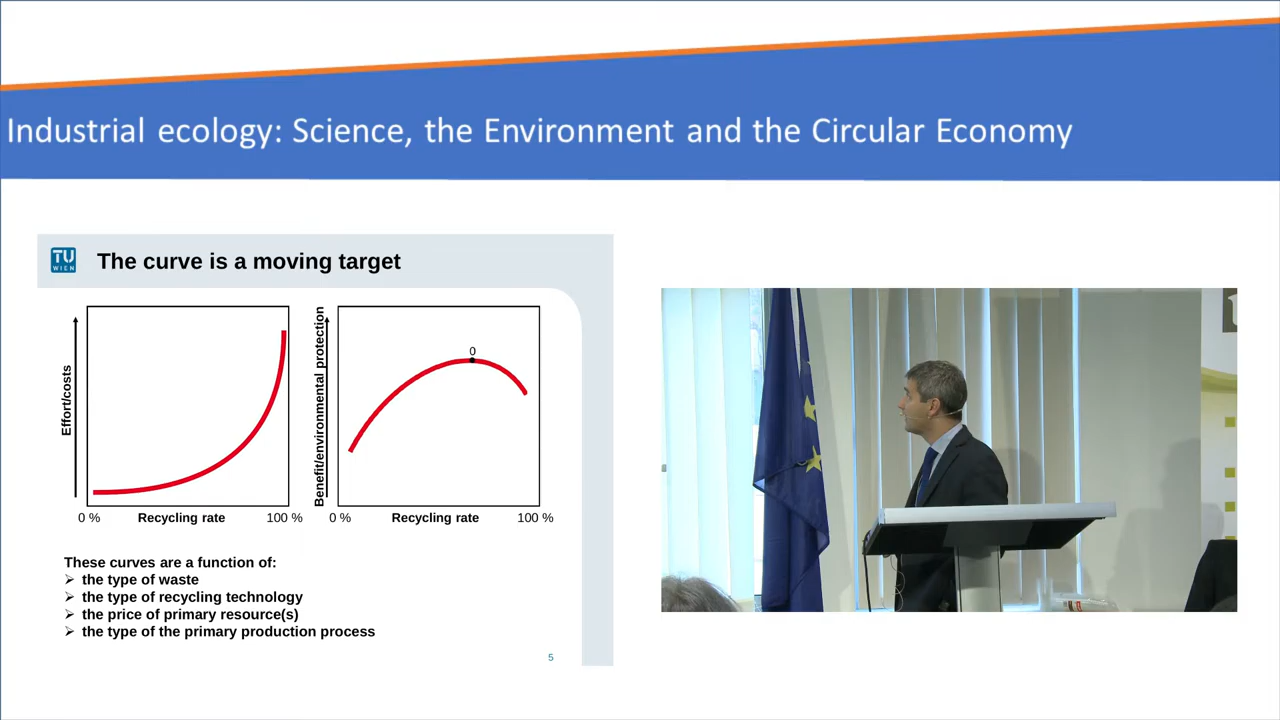 Industrial ecology: Science, the Environment and the Circular Economy
TU
WIEN
The curve is a moving target
Effort/costs
0 %
Recycling rate
100 %
Benefit/environmental protection
0
0 %
Recycling rate
100 %
These curves are a function of:
the type of waste
the type of recycling technology
the price of primary resource(s)
the type of the primary production process
5